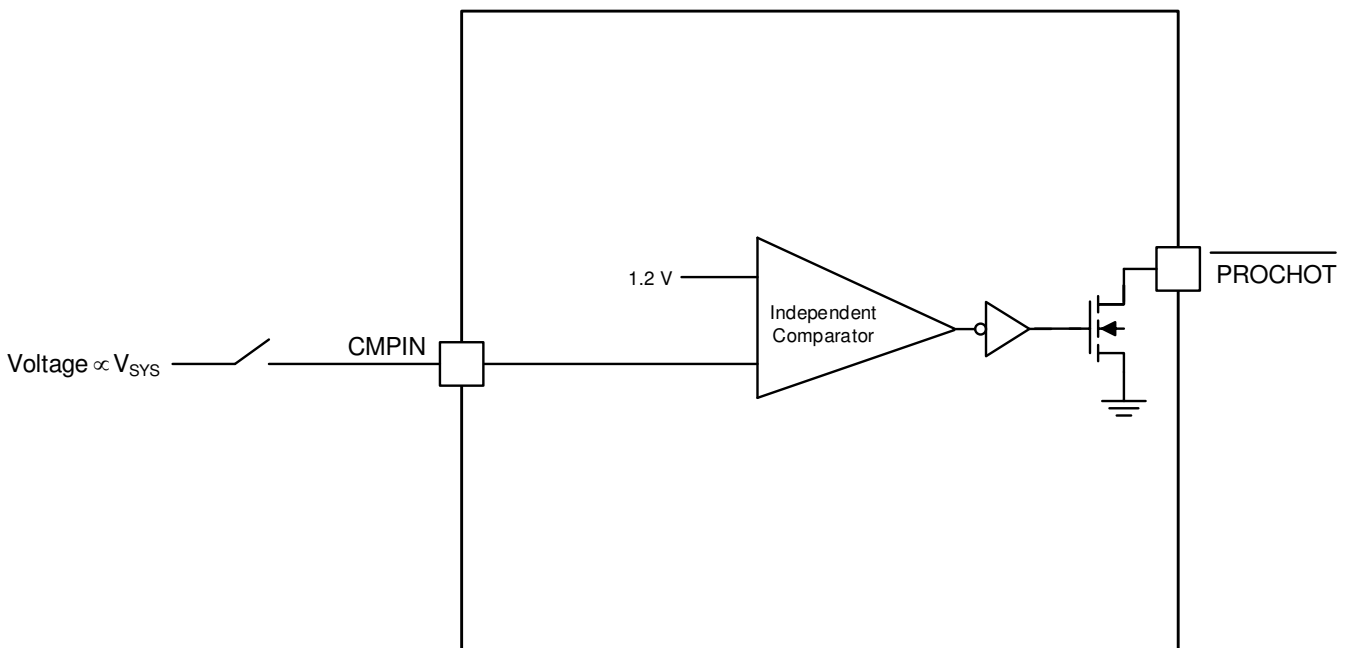 1.2 V
Independent
Comparator
PROCHOT
CMPIN
Voltage ∝ VSYS